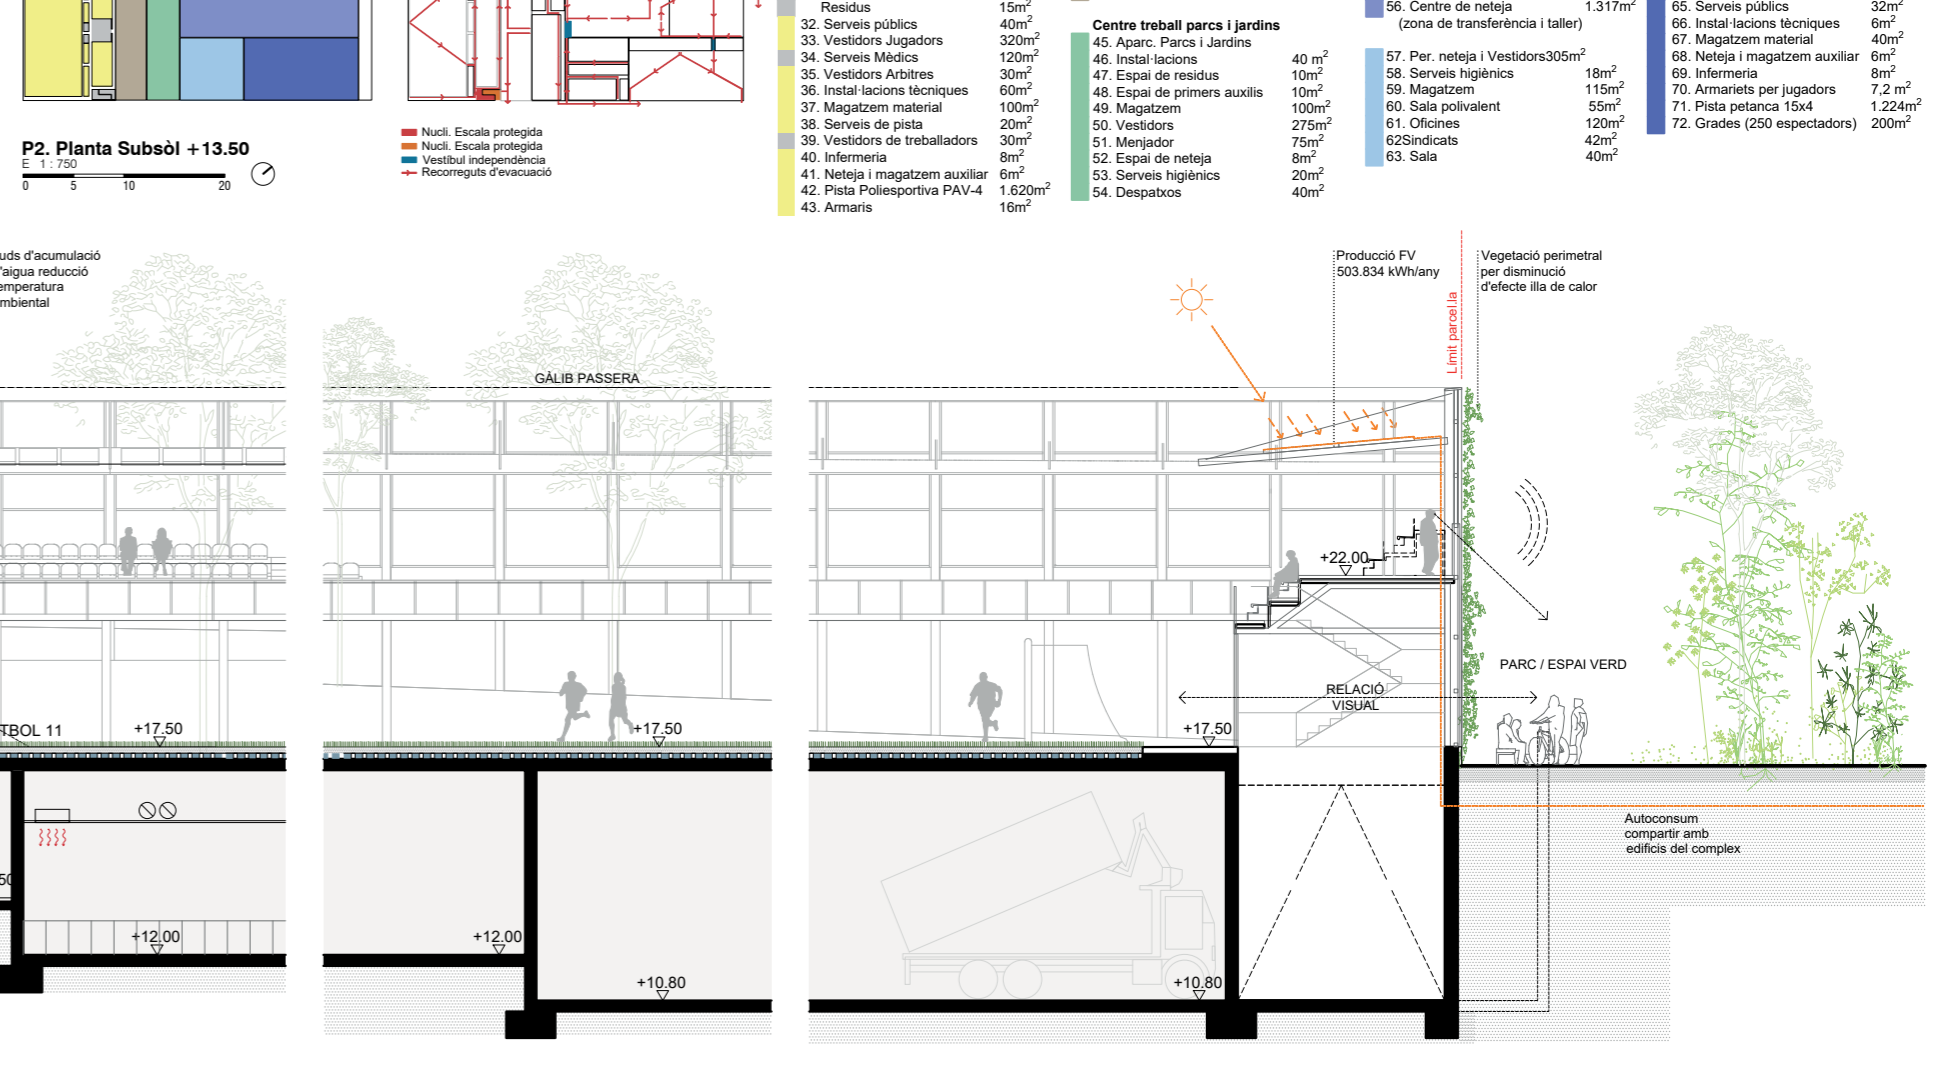 P2. Planta Subsòl +13.50
E 1 : 750
0 5 10 20
Nucli. Escala protegida
Nucli. Escala protegida
Vestíbul independència
Recorreguts d'evacuació
Residus 15m²
32. Serveis públics 40m²
33. Vestidors Jugadors 320m²
34. Serveis Mèdics 120m²
35. Vestidors Arbitres 30m²
36. Instal·lacions tècniques 60m²
37. Magatzem material 100m²
38. Serveis de pista 20m²
39. Vestidors de treballadors 30m²
40. Infermeria 8m²
41. Neteja i magatzem auxiliar 6m²
42. Pista Poliesportiva PAV-4 1.620m²
43. Armaris 16m²
Centre treball parcs i jardins
45. Aparc. Parcs i Jardins
46. Instal·lacions 40 m²
47. Espai de residus 10m²
48. Espai de primers auxilis 10m²
49. Magatzem 100m²
50. Vestidors 275m²
51. Menjador 75m²
52. Espai de neteja 8m²
53. Serveis higiènics 20m²
54. Despatxos 40m²
56. Centre de neteja 1.317m²
(zona de transferència i taller)
57. Per. neteja i Vestidors305m²
58. Serveis higiènics 18m²
59. Magatzem 115m²
60. Sala polivalent 55m²
61. Oficines 120m²
62Sindicats 42m²
63. Sala 40m²
65. Serveis públics 32m²
66. Instal·lacions tècniques 6m²
67. Magatzem material 40m²
68. Neteja i magatzem auxiliar 6m²
69. Infermeria 8m²
70. Armariets per jugadors 7,2 m²
71. Pista petanca 15x4 1.224m²
72. Grades (250 espectadors) 200m²
uds d'acumulació
'aigua reducció
emperatura
mbiental
GÀLIB PASSERA
Producció FV
503.834 kWh/any
Límit parcel.la
Vegetació perimetral
per disminució
d'efecte illa de calor
+22.00
PARC / ESPAI VERD
RELACIÓ
VISUAL
TBOL 11
+17.50
+17.50
+17.50
Autoconsum
compartir amb
edificis del complex
50
+12.00
+12.00
+10.80
+10.80